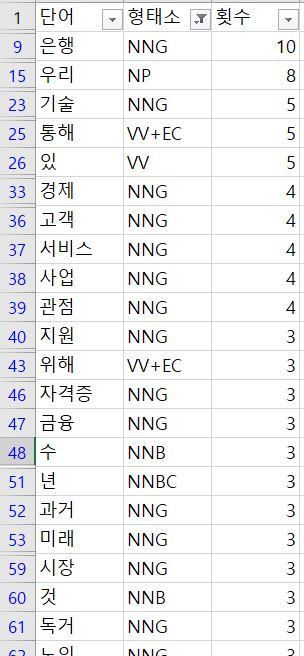 1 단어 형태소 횟수
9 은행 NNG 10
15 우리 NP 8
23 기술 NNG 5
25 통해 VV+EC 5
26 있 VV 5
33 경제 NNG 4
36 고객 NNG 4
37 서비스 NNG 4
38 사업 NNG 4
39 관점 NNG 4
40 지원 NNG 3
43 위해 VV+EC 3
46 자격증 NNG 3
47 금융 NNG 3
48 수 NNB 3
51 년 NNBC 3
52 과거 NNG 3
53 미래 NNG 3
59 시장 NNG 3
60 것 NNB 3
61 독거 NNG 3
62 노인 NNG 3